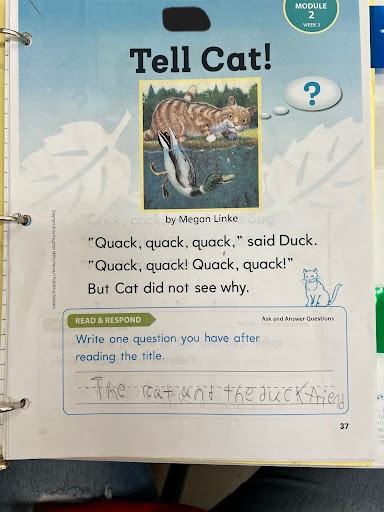 MODULE
2
WEEK 3
Tell Cat!
?
by Megan Linke
"Quack, quack, quack," said Duck.
"Quack, quack! Quack, quack!"
But Cat did not see why.
READ & RESPOND
Ask and Answer Questions
Write one question you have after
reading the title.
The cat and the duck friend
37